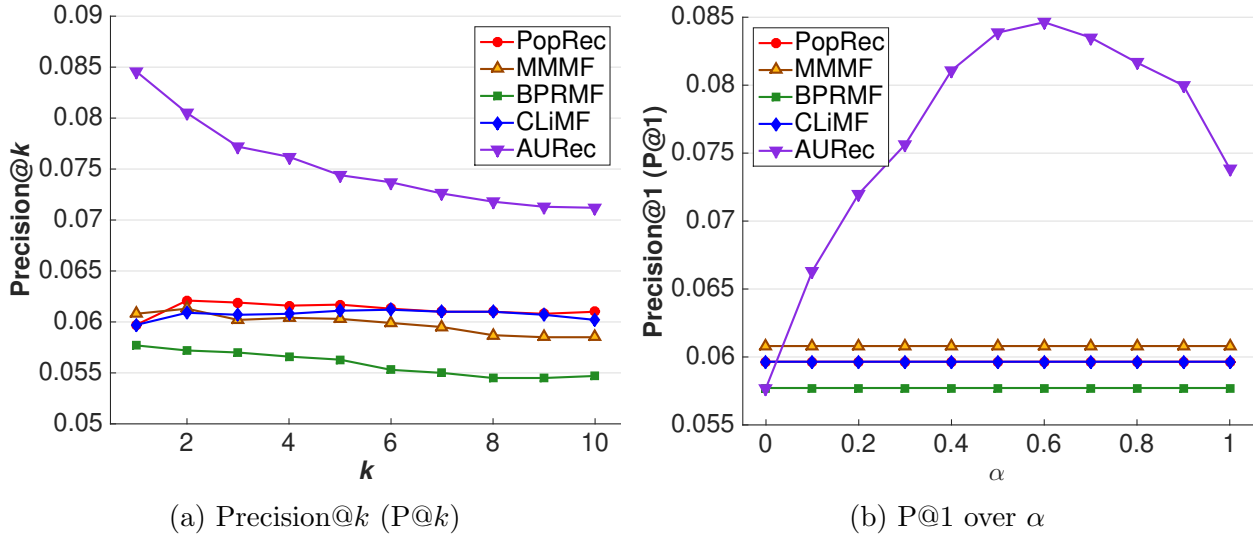 0.09
0.085
0.08
0.075
0.07
0.065
0.06
0.055
0.05
Precision@k
2
4
6
8
10
k
PopRec
MMMF
BPRMF
CLiMF
AURec
(a) Precision@k (P@k)
0.085
0.08
0.075
0.07
0.065
0.06
0.055
Precision@1 (P@1)
0
0.2
0.4
0.6
0.8
1
α
PopRec
MMMF
BPRMF
CLiMF
AURec
(b) P@1 over α